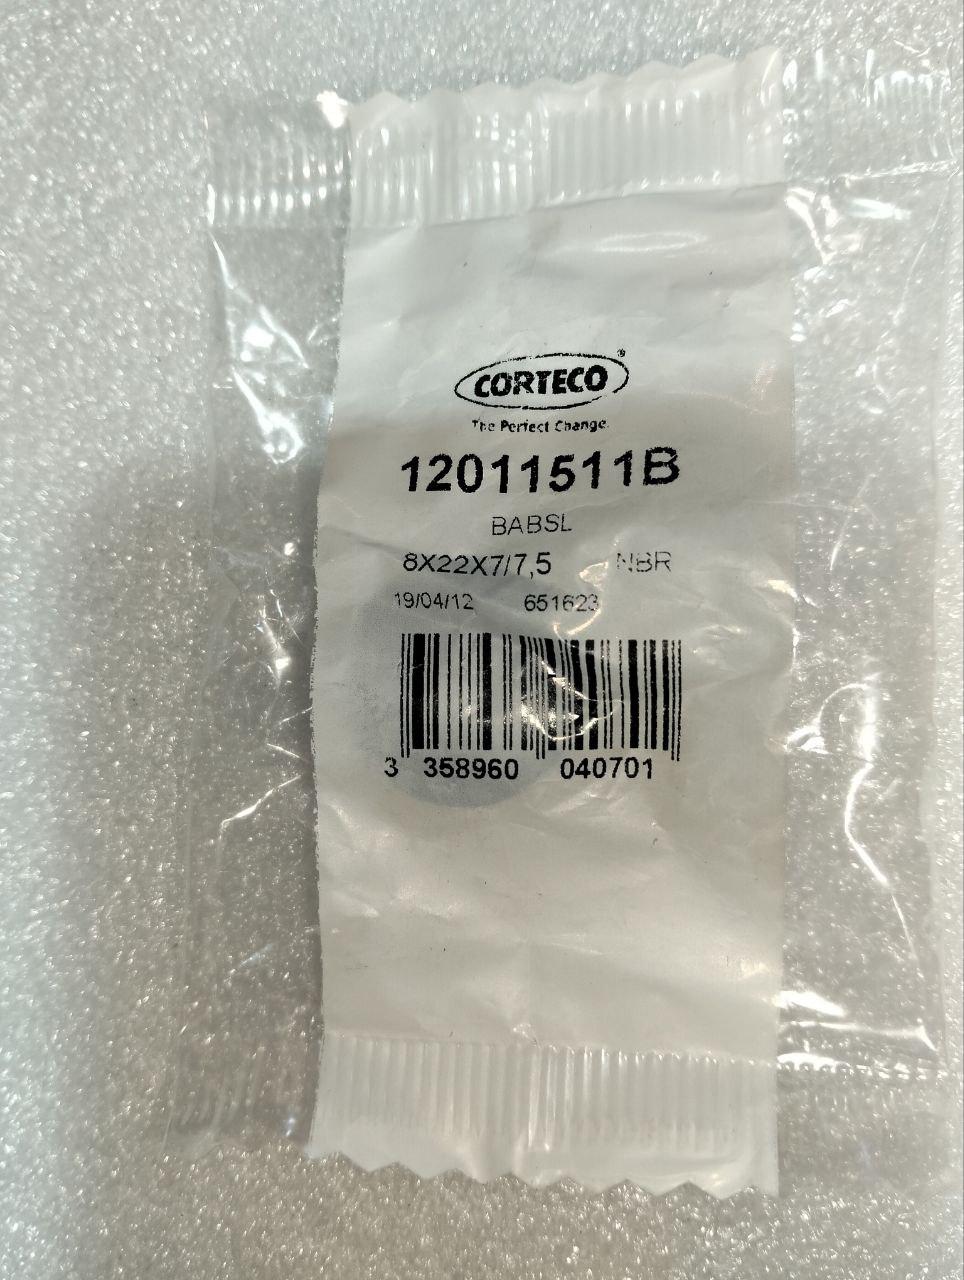 CORTECO®
The Perfect Change.
12011511B
BABSL
8X22X7/7,5 NBR
19/04/12 651623
3 358960 040701